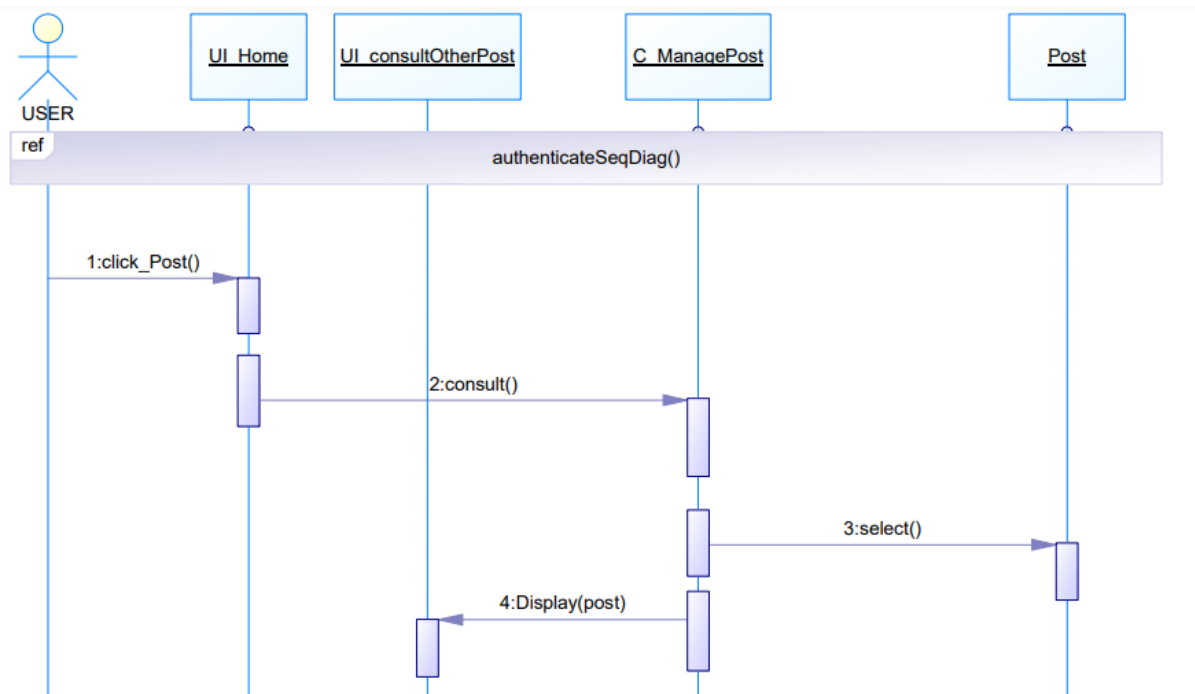 UI_Home
UI_consultOtherPost
C_ManagePost
Post
USER
ref
authenticateSeqDiag()
1:click_Post()
2:consult()
3:select()
4:Display(post)